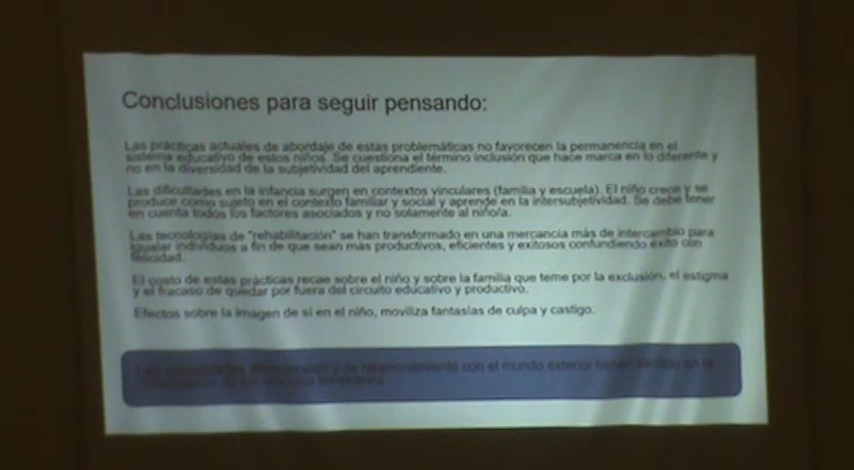 Conclusiones para seguir pensando:
Las prácticas actuales de abordaje de estas problemáticas no favorecen la permanencia en el
sistema educativo de estos niños. Se cuestiona el término inclusión que hace marca en lo diferente y
no en la diversidad de la subjetividad del aprendiente.
Las dificultades en la infancia surgen en contextos vinculares (familia y escuela). El niño crece y se
produce como sujeto en el contexto familiar y social y aprende en la intersubjetividad. Se debe tener
en cuenta todos los factores asociados y no solamente al niño/a.
Las tecnologías de "rehabilitación" se han transformado en una mercancía más de intercambio para
igualar individuos a fin de que sean más productivos, eficientes y exitosos confundiendo éxito con
felicidad.
El costo de estas prácticas recae sobre el niño y sobre la familia que teme por la exclusión, el estigma
y el fracaso de quedar por fuera del circuito educativo y productivo.
Efectos sobre la imagen de sí en el niño, moviliza fantasías de culpa y castigo.
de relacionamiento con el mundo exterior tienen